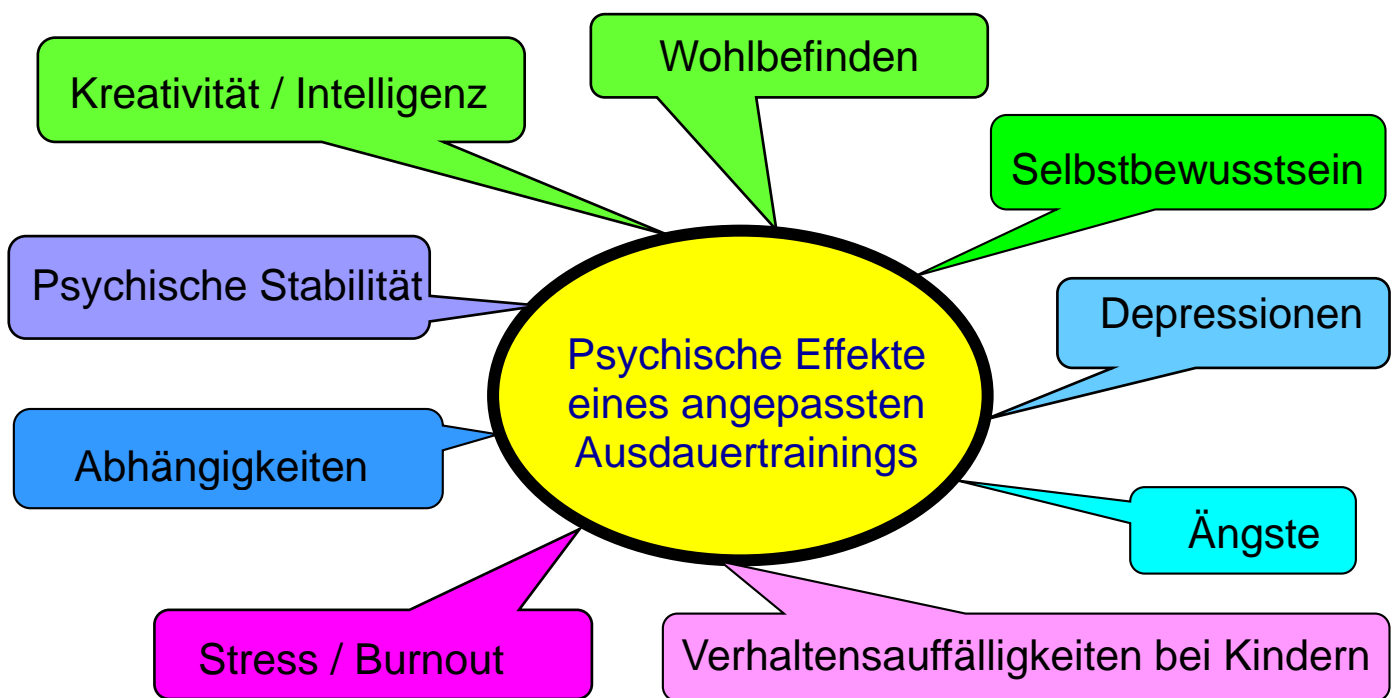 Wohlbefinden
Kreativität / Intelligenz
Selbstbewusstsein
Psychische Stabilität
Depressionen
Psychische Effekte
eines angepassten
Ausdauertrainings
Abhängigkeiten
Ängste
Stress / Burnout
Verhaltensauffälligkeiten bei Kindern